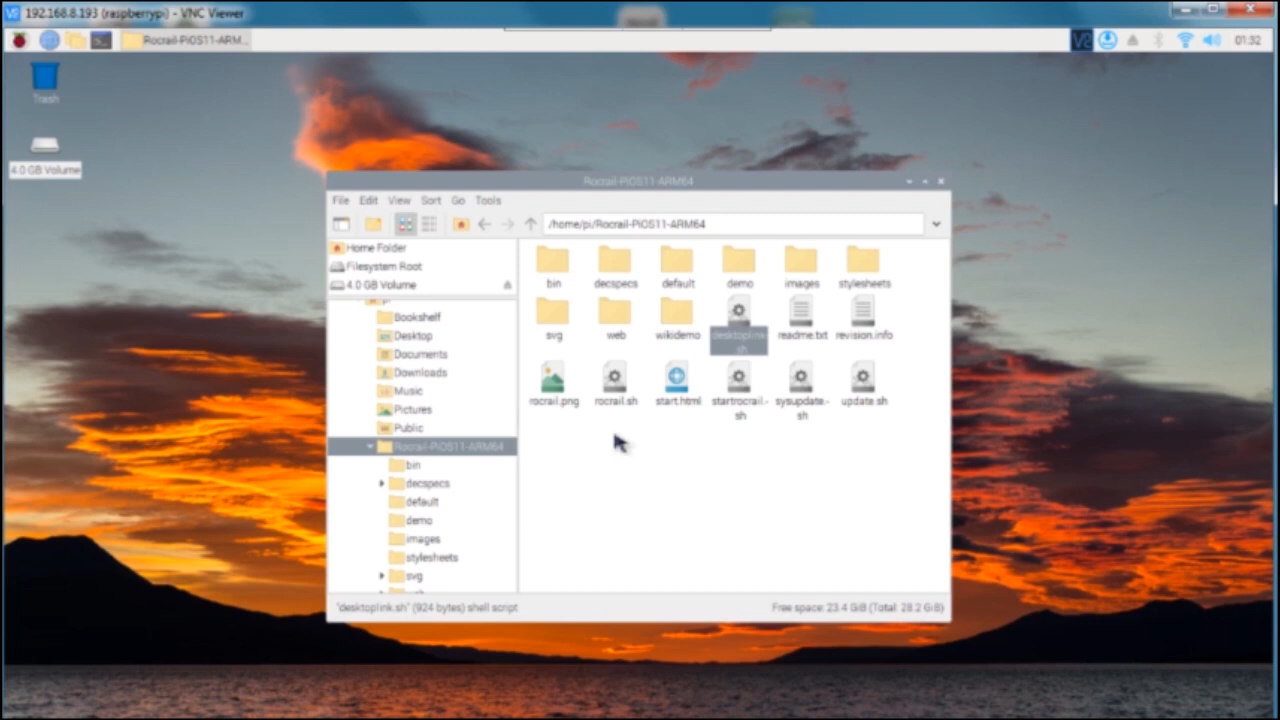 192.168.8.193 (raspberrypi) - VNC Viewer
Rocrail-PiOS11-ARM...
01:32
Trash
4.0 GB Volume
Rocrail-PiOS11-ARM64
File Edit View Sort Go Tools
/home/pi/Rocrail-PiOS11-ARM64
Home Folder
Filesystem Root
4.0 GB Volume
pi
Bookshelf
Desktop
Documents
Downloads
Music
Pictures
Public
Rocrail-PiOS11-ARM64
bin
decspecs
default
demo
images
stylesheets
svg
bin decspecs default demo images stylesheets
svg web wikidemo desktoplink.sh readme.txt revision.info
rocrail.png rocrail.sh start.html startrocrail.-
sh sysupdate.-
sh update.sh
"desktoplink.sh" (924 bytes) shell script
Free space: 23.4 GiB (Total: 28.2 GiB)